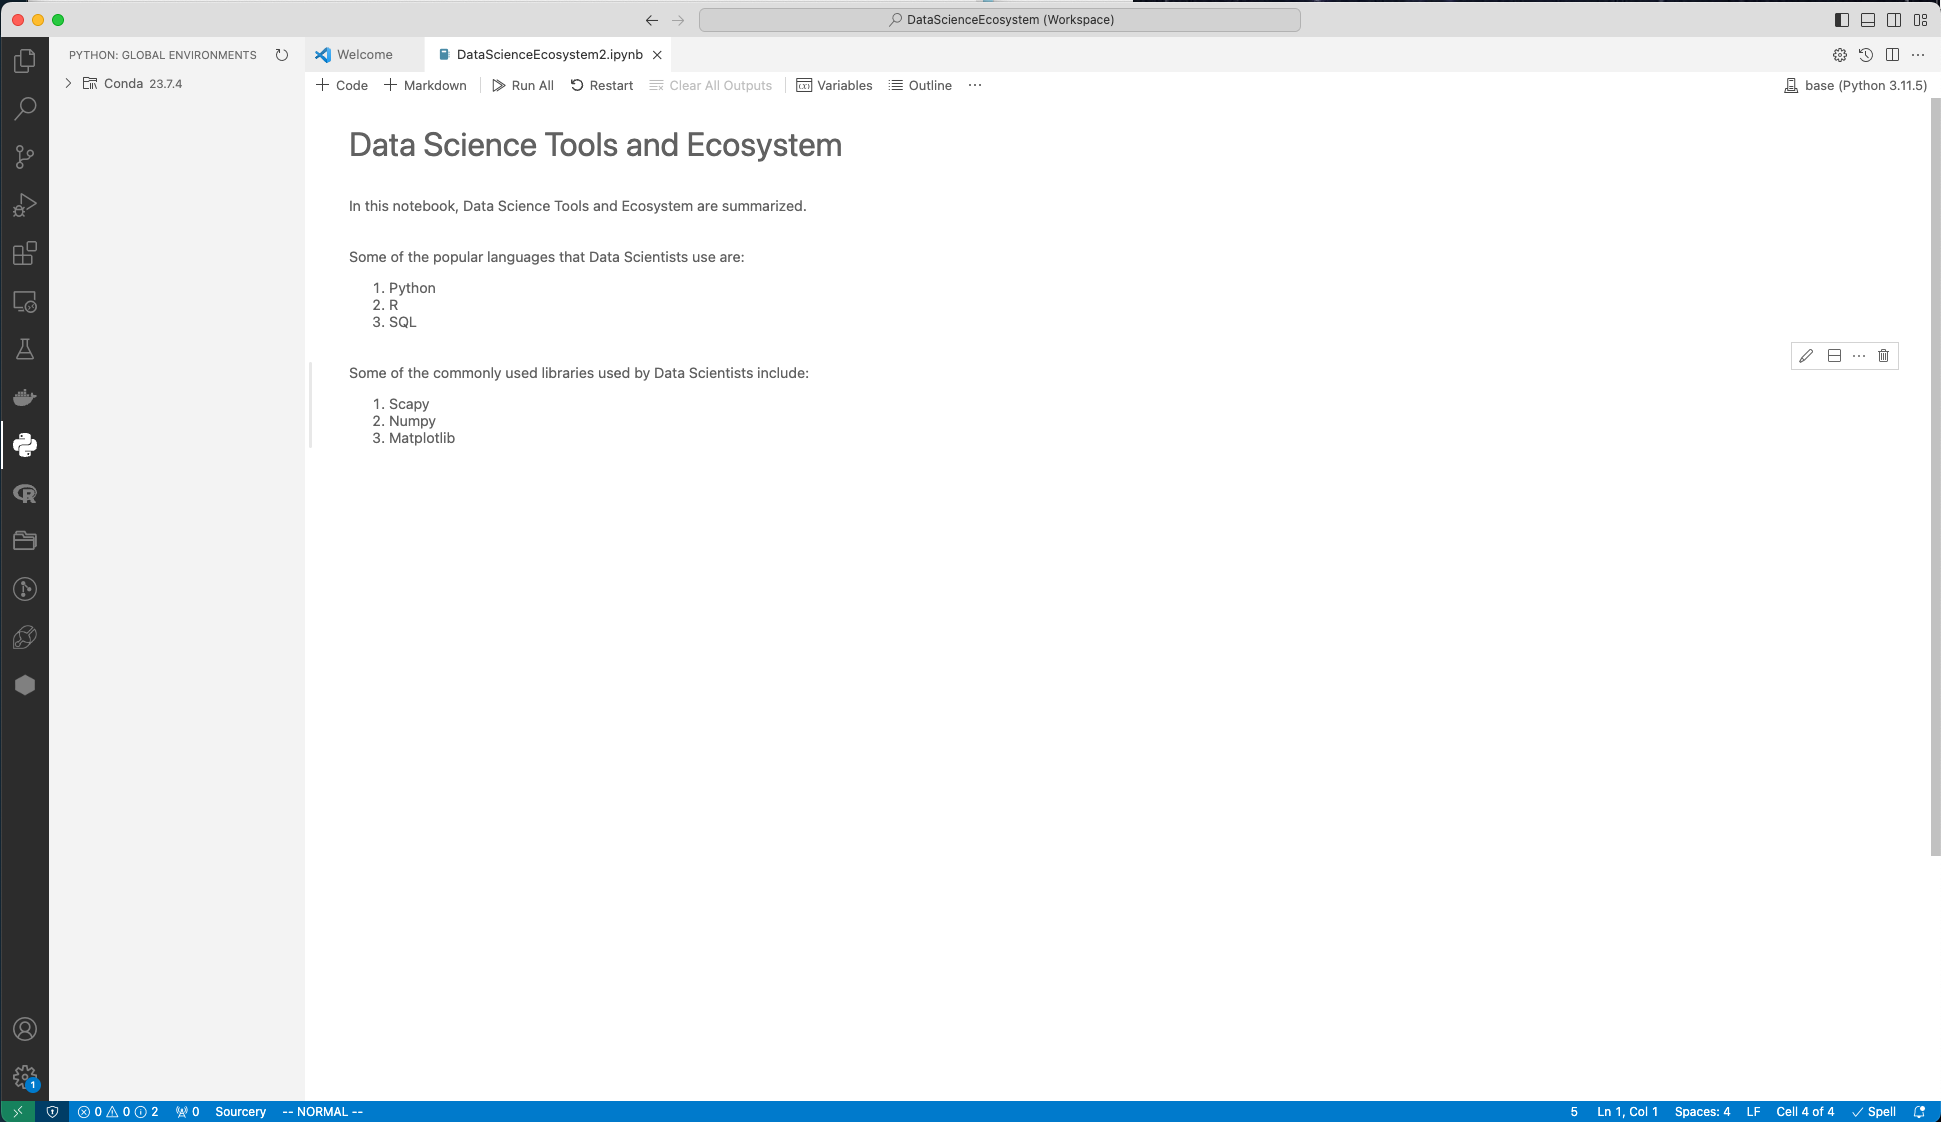 DataScienceEcosystem (Workspace)
PYTHON: GLOBAL ENVIRONMENTS
Welcome
DataScienceEcosystem2.ipynb
Conda 23.7.4
Code
Markdown
Run All
Restart
Clear All Outputs
Variables
Outline
base (Python 3.11.5)
Data Science Tools and Ecosystem
In this notebook, Data Science Tools and Ecosystem are summarized.
Some of the popular languages that Data Scientists use are:
1. Python
2. R
3. SQL
Some of the commonly used libraries used by Data Scientists include:
1. Scapy
2. Numpy
3. Matplotlib
R
1
0 0 2
0
Sourcery
-- NORMAL --
5
Ln 1, Col 1
Spaces: 4
LF
Cell 4 of 4
Spell